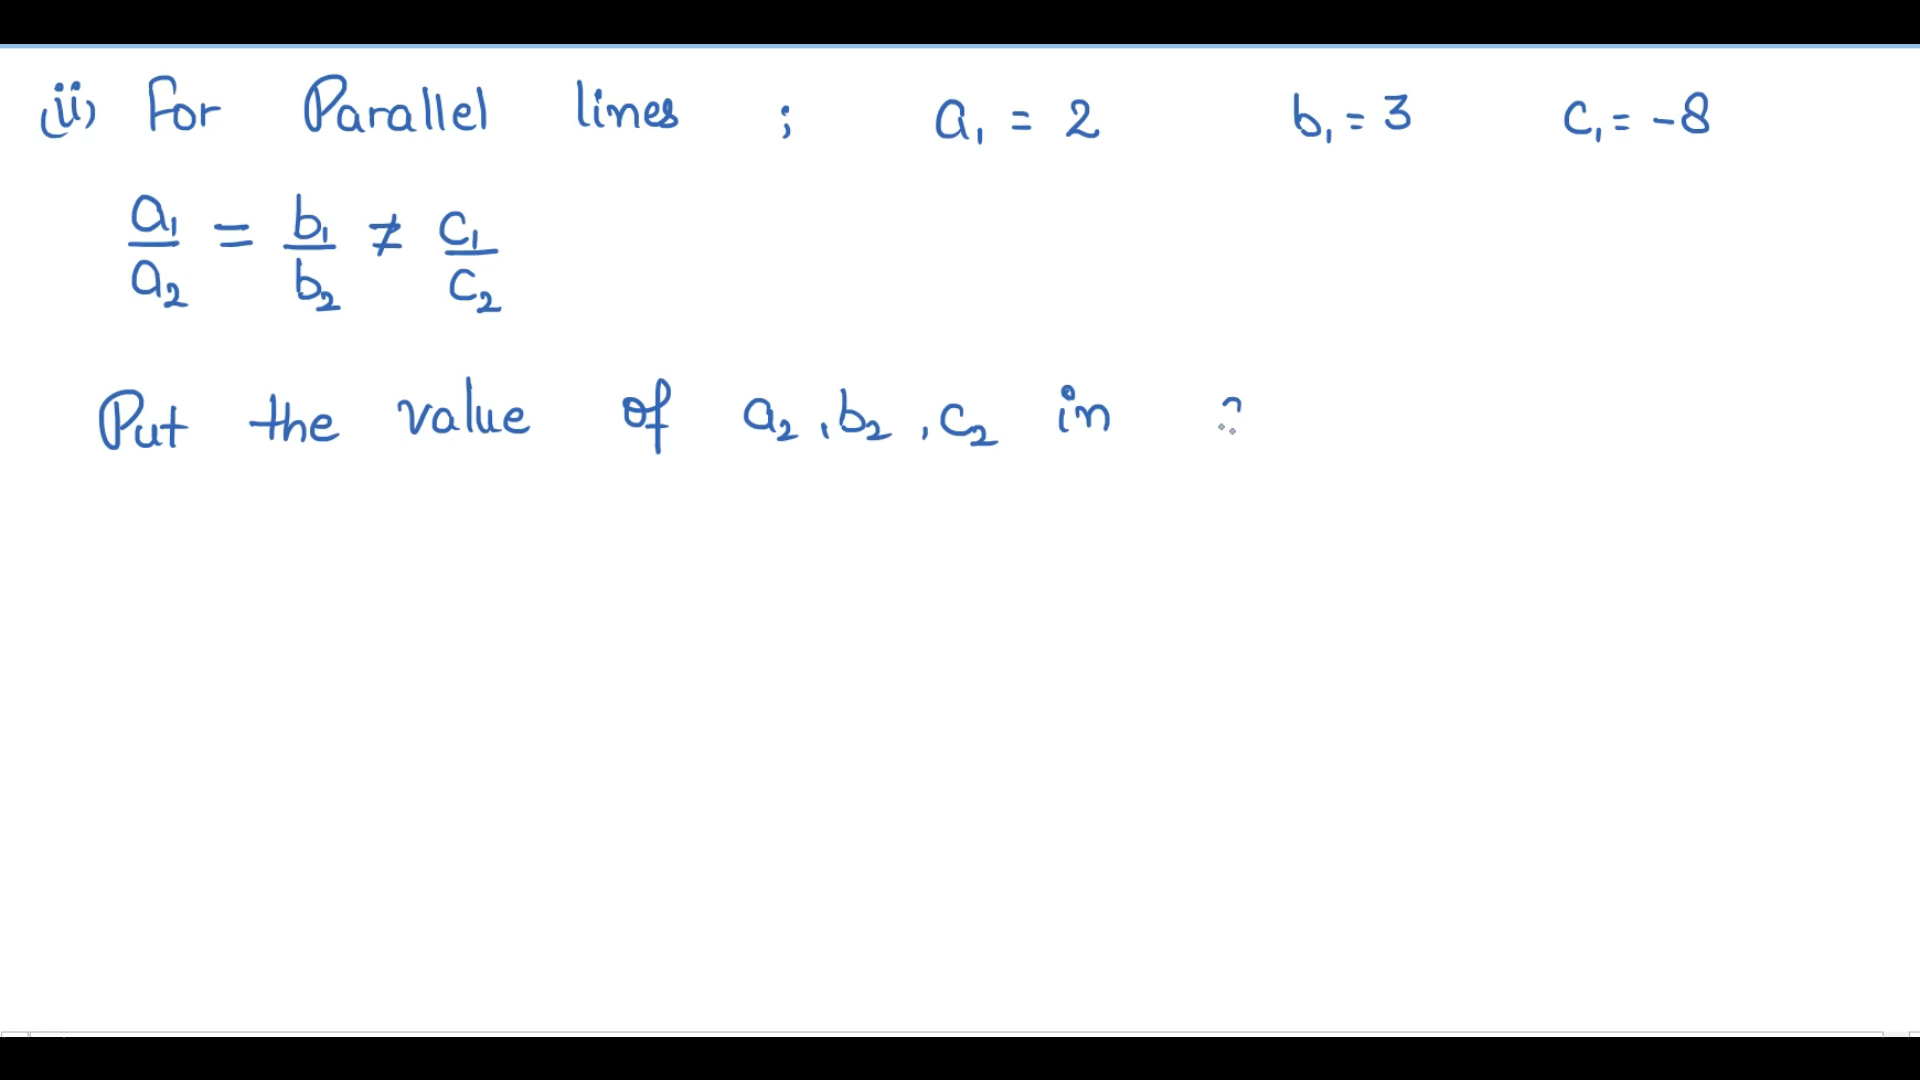 (ii) For Parallel lines ; a₁ = 2 b₁ = 3 c₁ = -8
a₁/a₂ = b₁/b₂ ≠ c₁/c₂
Put the value of a₂, b₂, c₂ in